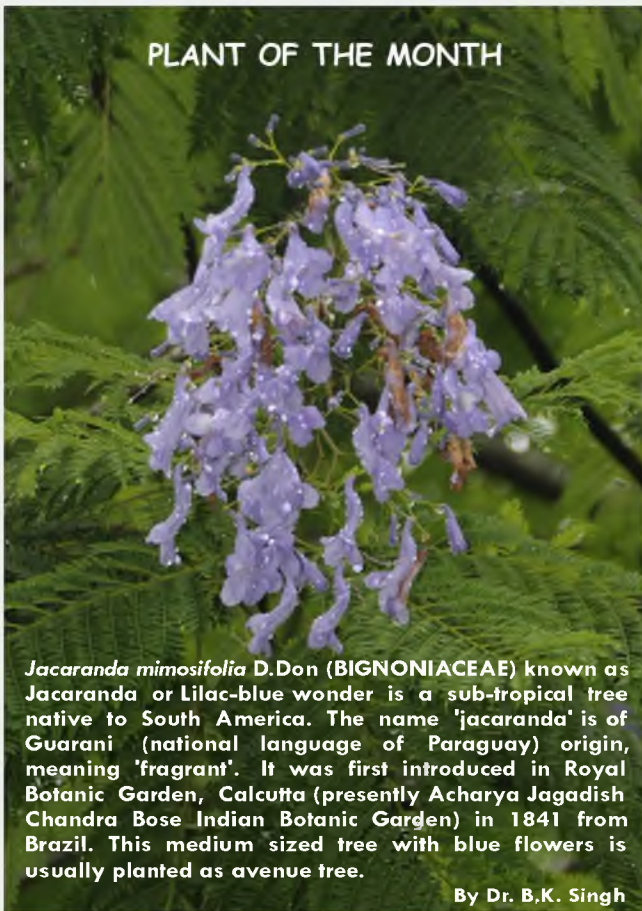 PLANT OF THE MONTH
Jacaranda mimosifolia D.Don (BIGNONIACEAE) known as
Jacaranda or Lilac-blue wonder is a sub-tropical tree
native to South America. The name 'jacaranda' is of
Guarani (national language of Paraguay) origin,
meaning 'fragrant'. It was first introduced in Royal
Botanic Garden, Calcutta (presently Acharya Jagadish
Chandra Bose Indian Botanic Garden) in 1841 from
Brazil. This medium sized tree with blue flowers is
usually planted as avenue tree.
By Dr. B.K. Singh